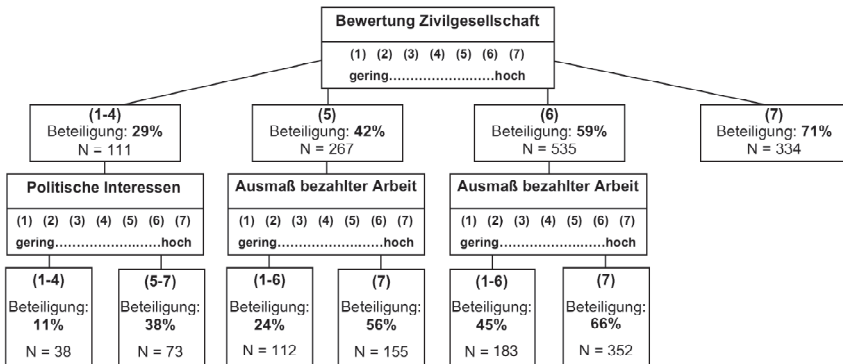 Bewertung Zivilgesellschaft
(1) (2) (3) (4) (5) (6) (7)
gering..........................hoch
(1-4)
Beteiligung: 29%
N = 111
(5)
Beteiligung: 42%
N = 267
(6)
Beteiligung: 59%
N = 535
(7)
Beteiligung: 71%
N = 334
Politische Interessen
(1) (2) (3) (4) (5) (6) (7)
gering..........................hoch
Ausmaß bezahlter Arbeit
(1) (2) (3) (4) (5) (6) (7)
gering..........................hoch
Ausmaß bezahlter Arbeit
(1) (2) (3) (4) (5) (6) (7)
gering..........................hoch
(1-4)
Beteiligung:
11%
N = 38
(5-7)
Beteiligung:
38%
N = 73
(1-6)
Beteiligung:
24%
N = 112
(7)
Beteiligung:
56%
N = 155
(1-6)
Beteiligung:
45%
N = 183
(7)
Beteiligung:
66%
N = 352